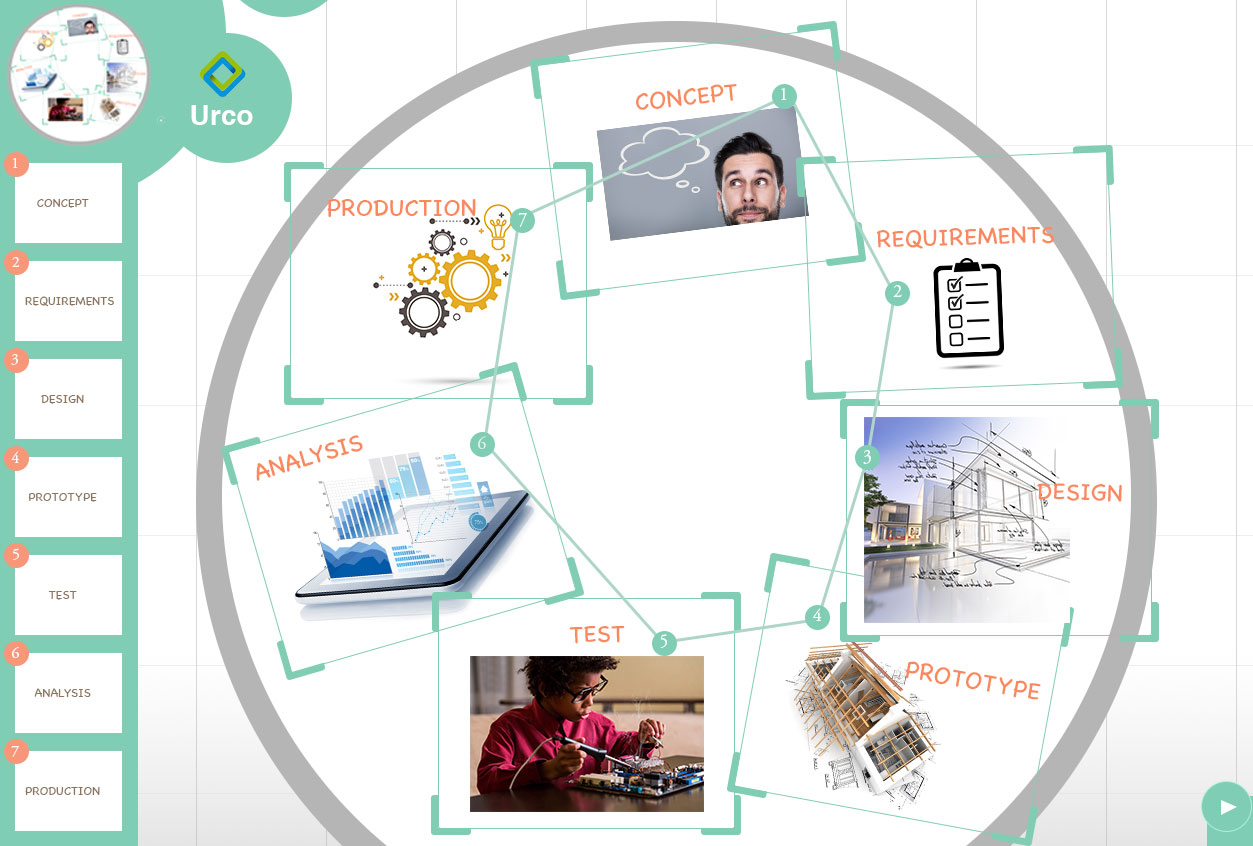 Urco
1
CONCEPT
2
REQUIREMENTS
3
DESIGN
4
PROTOTYPE
5
TEST
6
ANALYSIS
7
PRODUCTION
CONCEPT
1
PRODUCTION
7
REQUIREMENTS
2
ANALYSIS
6
3
DESIGN
TEST
5
4
PROTOTYPE